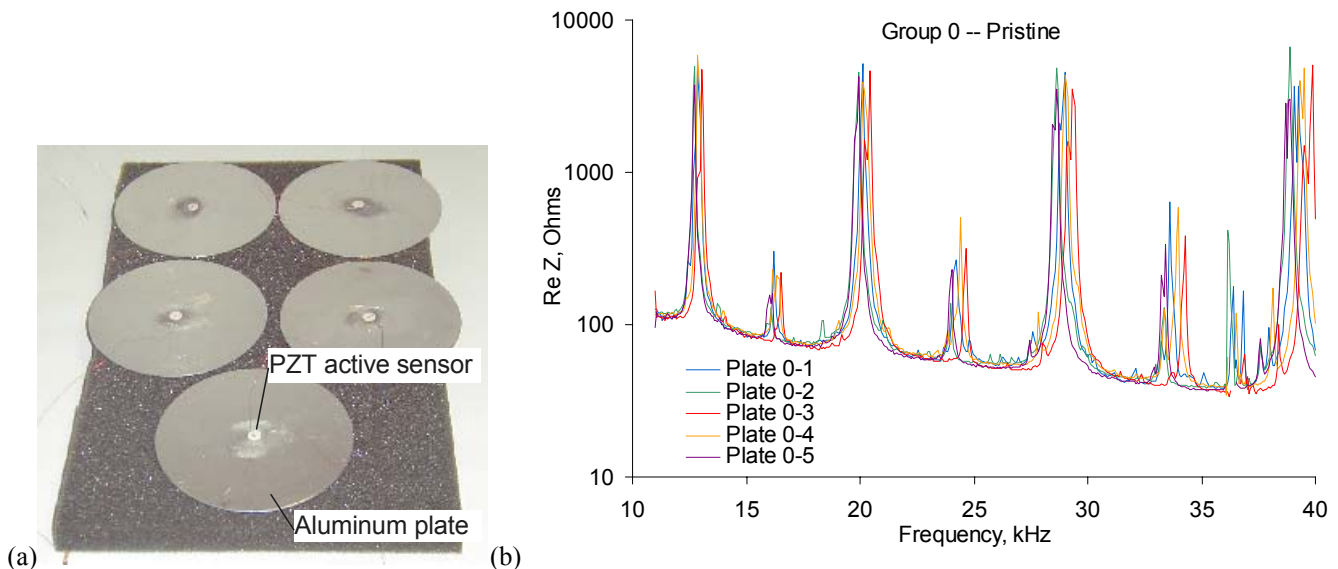 (a)
PZT active sensor
Aluminum plate
(b)
Group 0 -- Pristine
Re Z, Ohms
10000
1000
100
10
Plate 0-1
Plate 0-2
Plate 0-3
Plate 0-4
Plate 0-5
10 15 20 25 30 35 40
Frequency, kHz